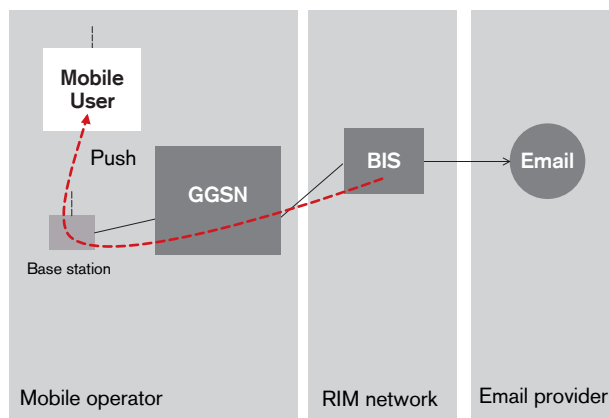 Mobile
User
Push
GGSN
BIS
Email
Base station
Mobile operator
RIM network
Email provider